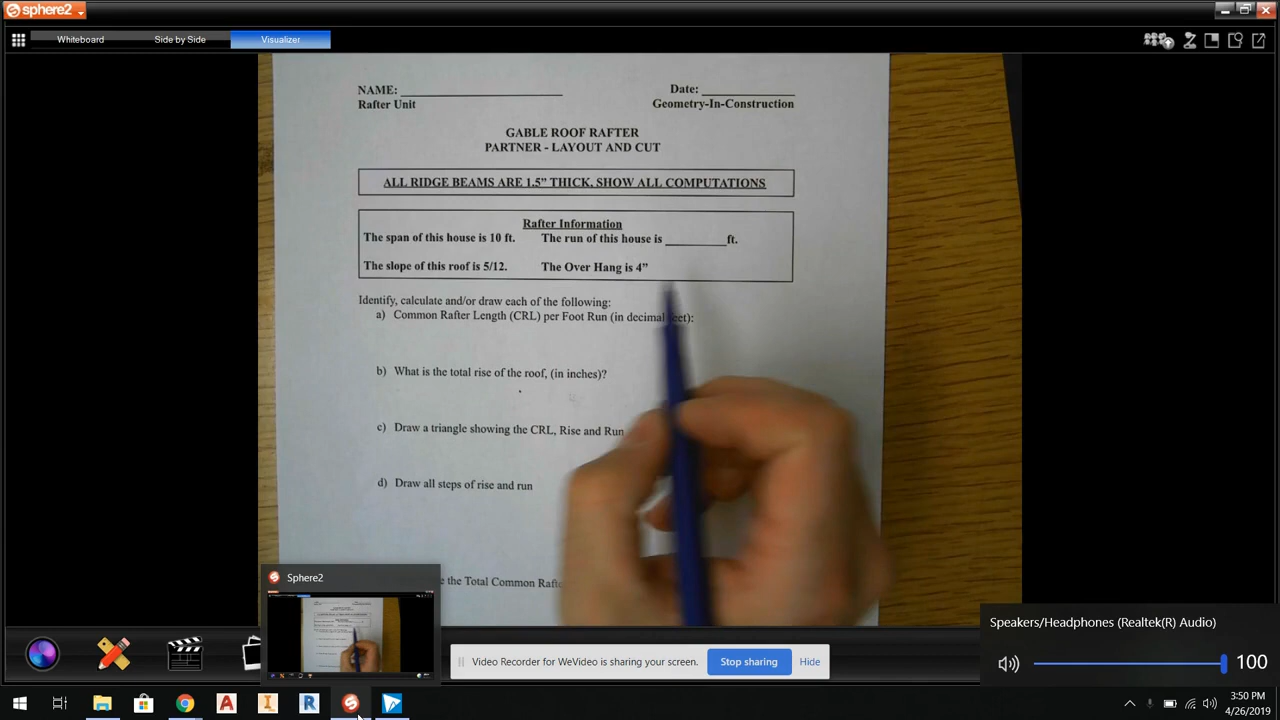 sphere2
Whiteboard
Side by Side
Visualizer
NAME: ____________________ Date: ____________
Rafter Unit Geometry-In-Construction
GABLE ROOF RAFTER
PARTNER - LAYOUT AND CUT
ALL RIDGE BEAMS ARE 1.5” THICK, SHOW ALL COMPUTATIONS
Rafter Information
The span of this house is 10 ft. The run of this house is ________ft.
The slope of this roof is 5/12. The Over Hang is 4”
Identify, calculate and/or draw each of the following:
a) Common Rafter Length (CRL) per Foot Run (in decimal feet):
b) What is the total rise of the roof, (in inches)?
c) Draw a triangle showing the CRL, Rise and Run
d) Draw all steps of rise and run
e the Total Common
Sphere2
Speakers/Headphones (Realtek(R) Audio)
100
Video Recorder for WeVideo is sharing your screen.
Stop sharing
Hide
3:50 PM
4/26/2019